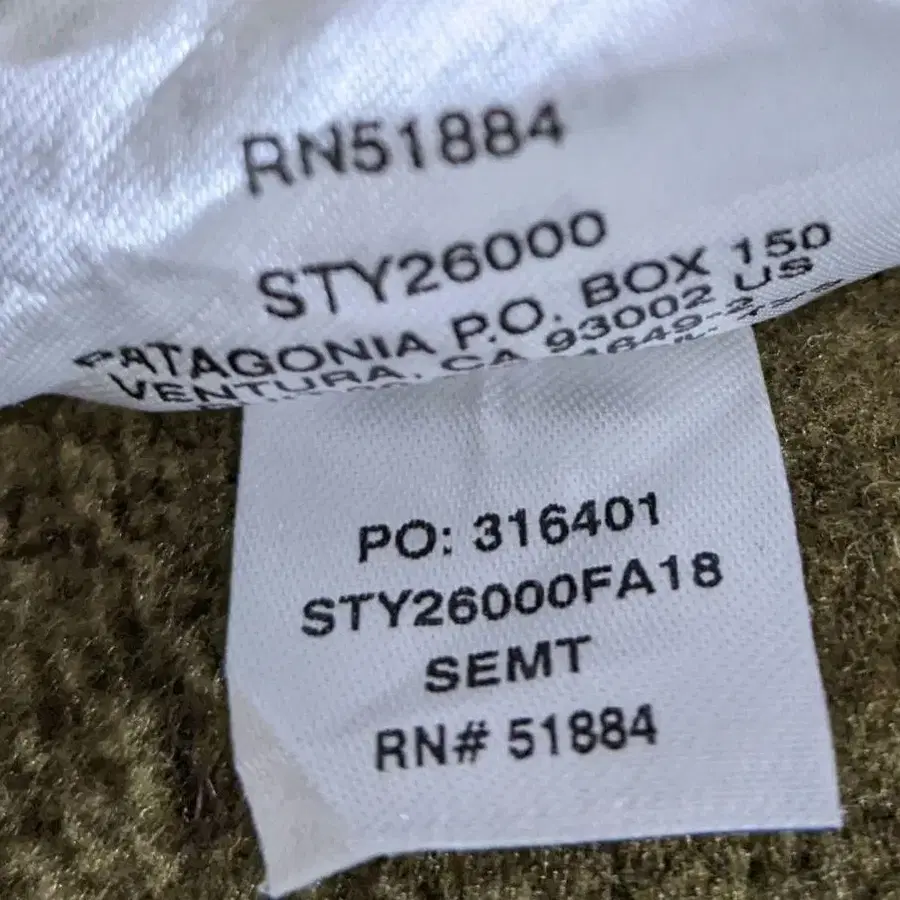 RN51884
STY26000
PATAGONIA P.O. BOX 150
VENTURA, CA 93002 US
PO: 316401
STY26000FA18
SEMT
RN# 51884